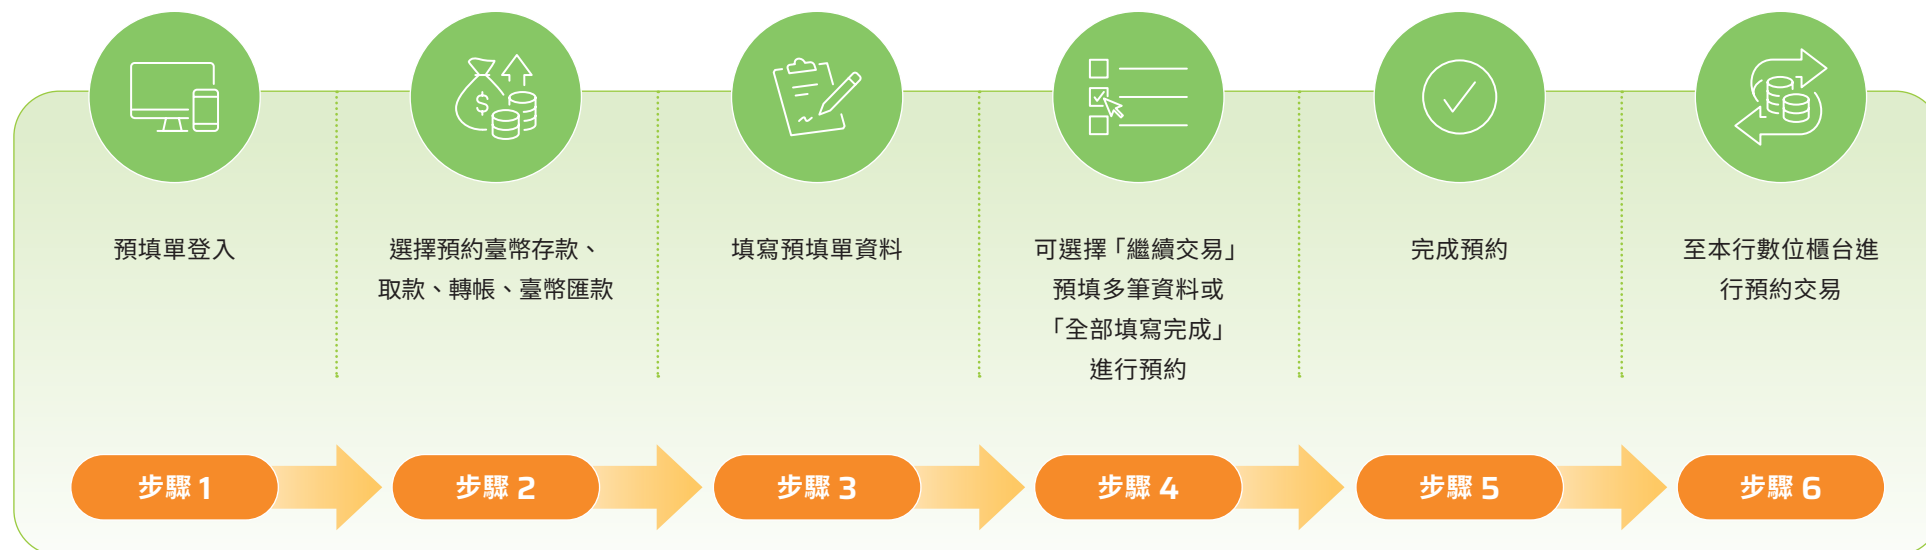 預填單登入
選擇預約臺幣存款、
取款、轉帳、臺幣匯款
填寫預填單資料
可選擇「繼續交易」
預填多筆資料或
「全部填寫完成」
進行預約
完成預約
至本行數位櫃台進
行預約交易
步驟 1
步驟 2
步驟 3
步驟 4
步驟 5
步驟 6